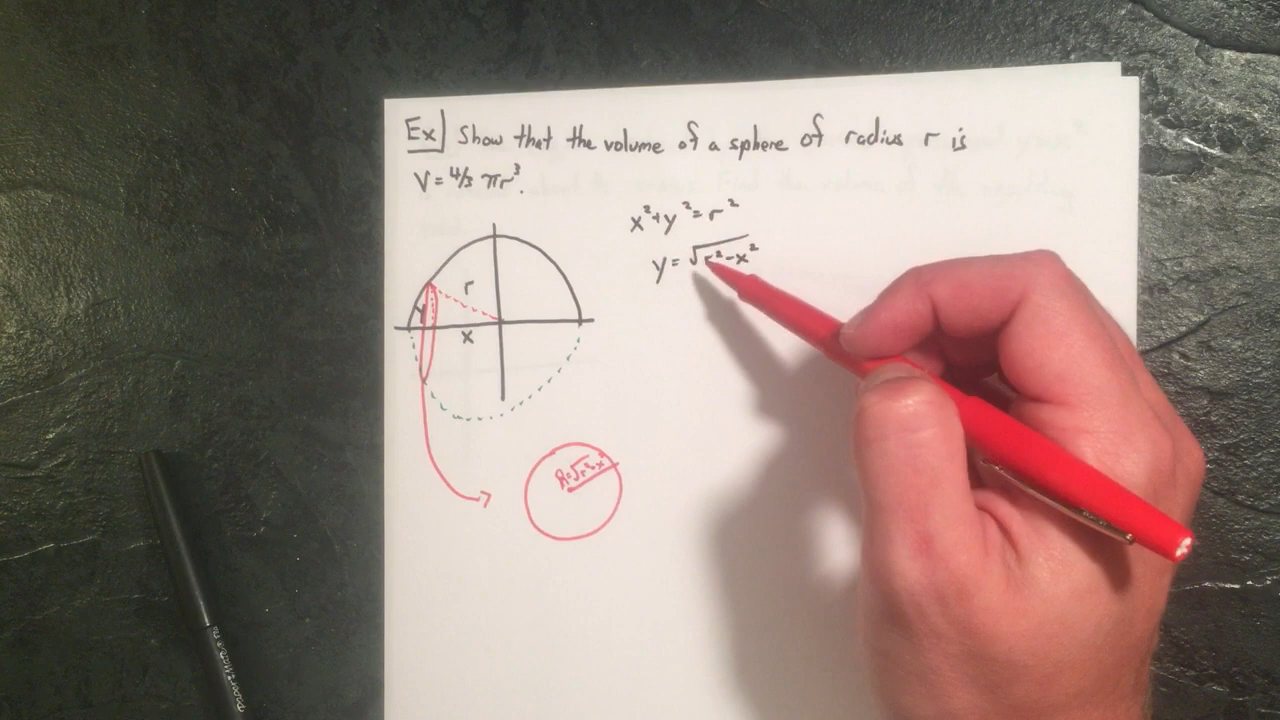 Ex Show that the volume of a sphere of radius r is
V = 4/3 πr³.
x² + y² = r²
y = √r² - x²
r
y
x
R = √r² - x²